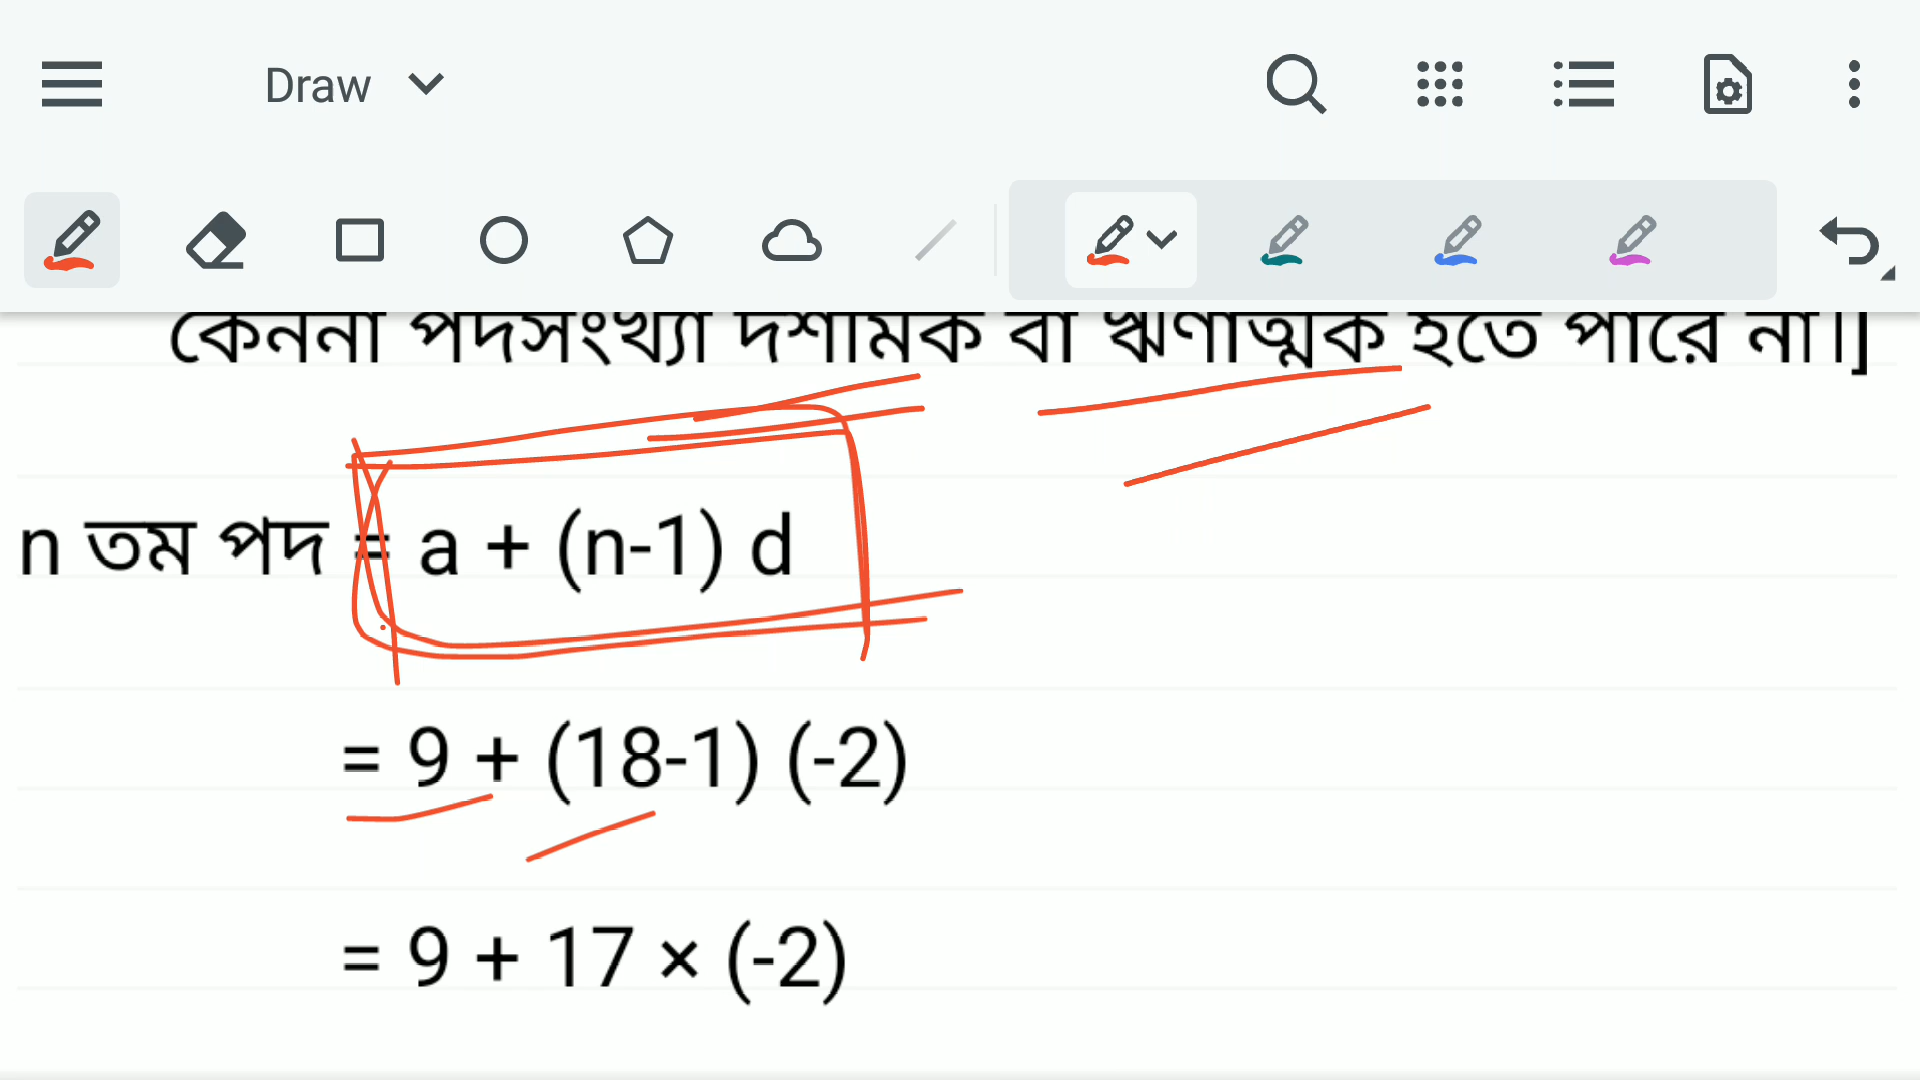 Draw
কেননা পদসংখ্যা দশমিক বা ঋণাত্মক হতে পারে না।]
n তম পদ = a + (n-1) d
= 9 + (18-1) (-2)
= 9 + 17 × (-2)